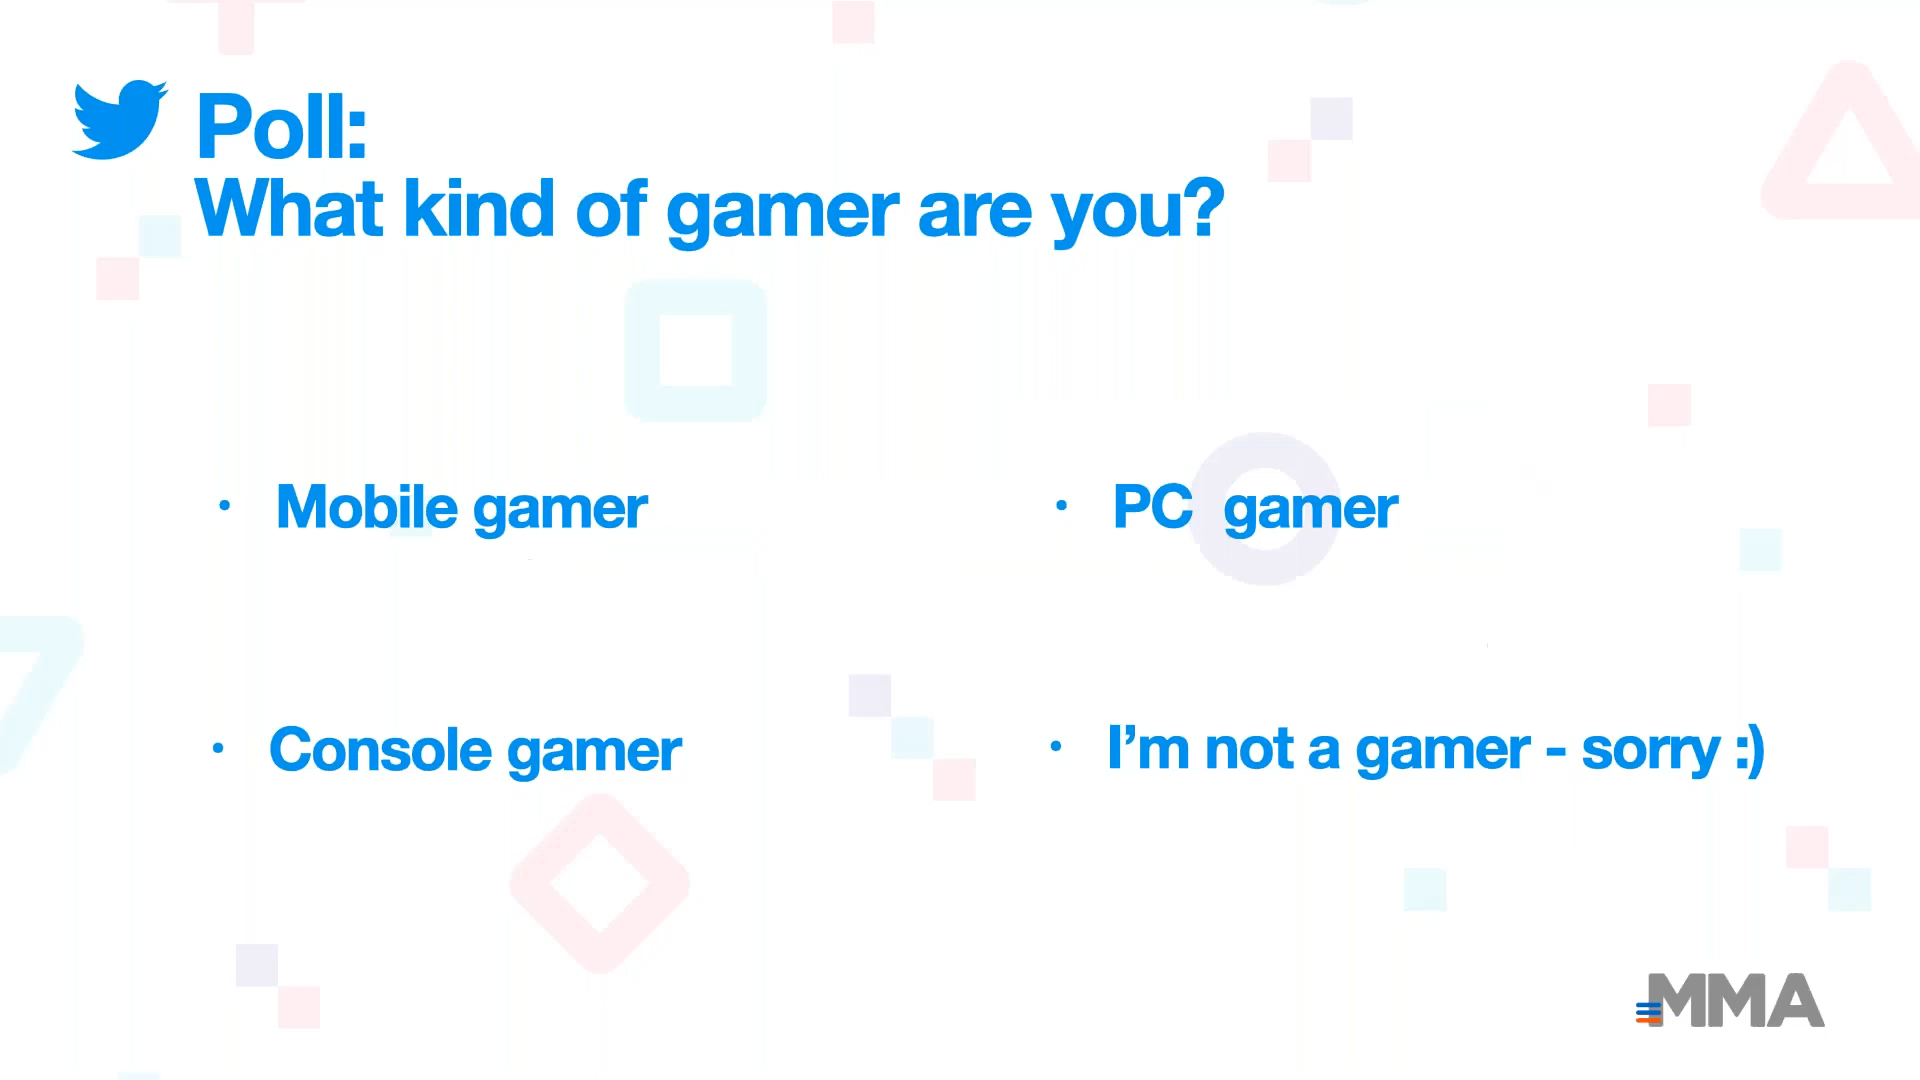 Poll:
What kind of gamer are you?
• Mobile gamer
• PC gamer
• Console gamer
• I'm not a gamer - sorry :)
MMA